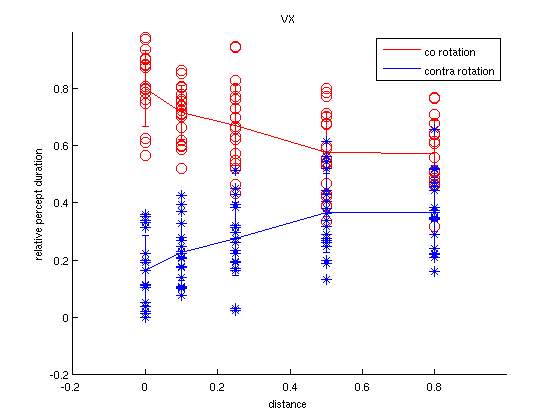 VX
co rotation
contra rotation
relative percept duration
0.8
0.6
0.4
0.2
0
-0.2
-0.2
0
0.2
0.4
0.6
0.8
distance